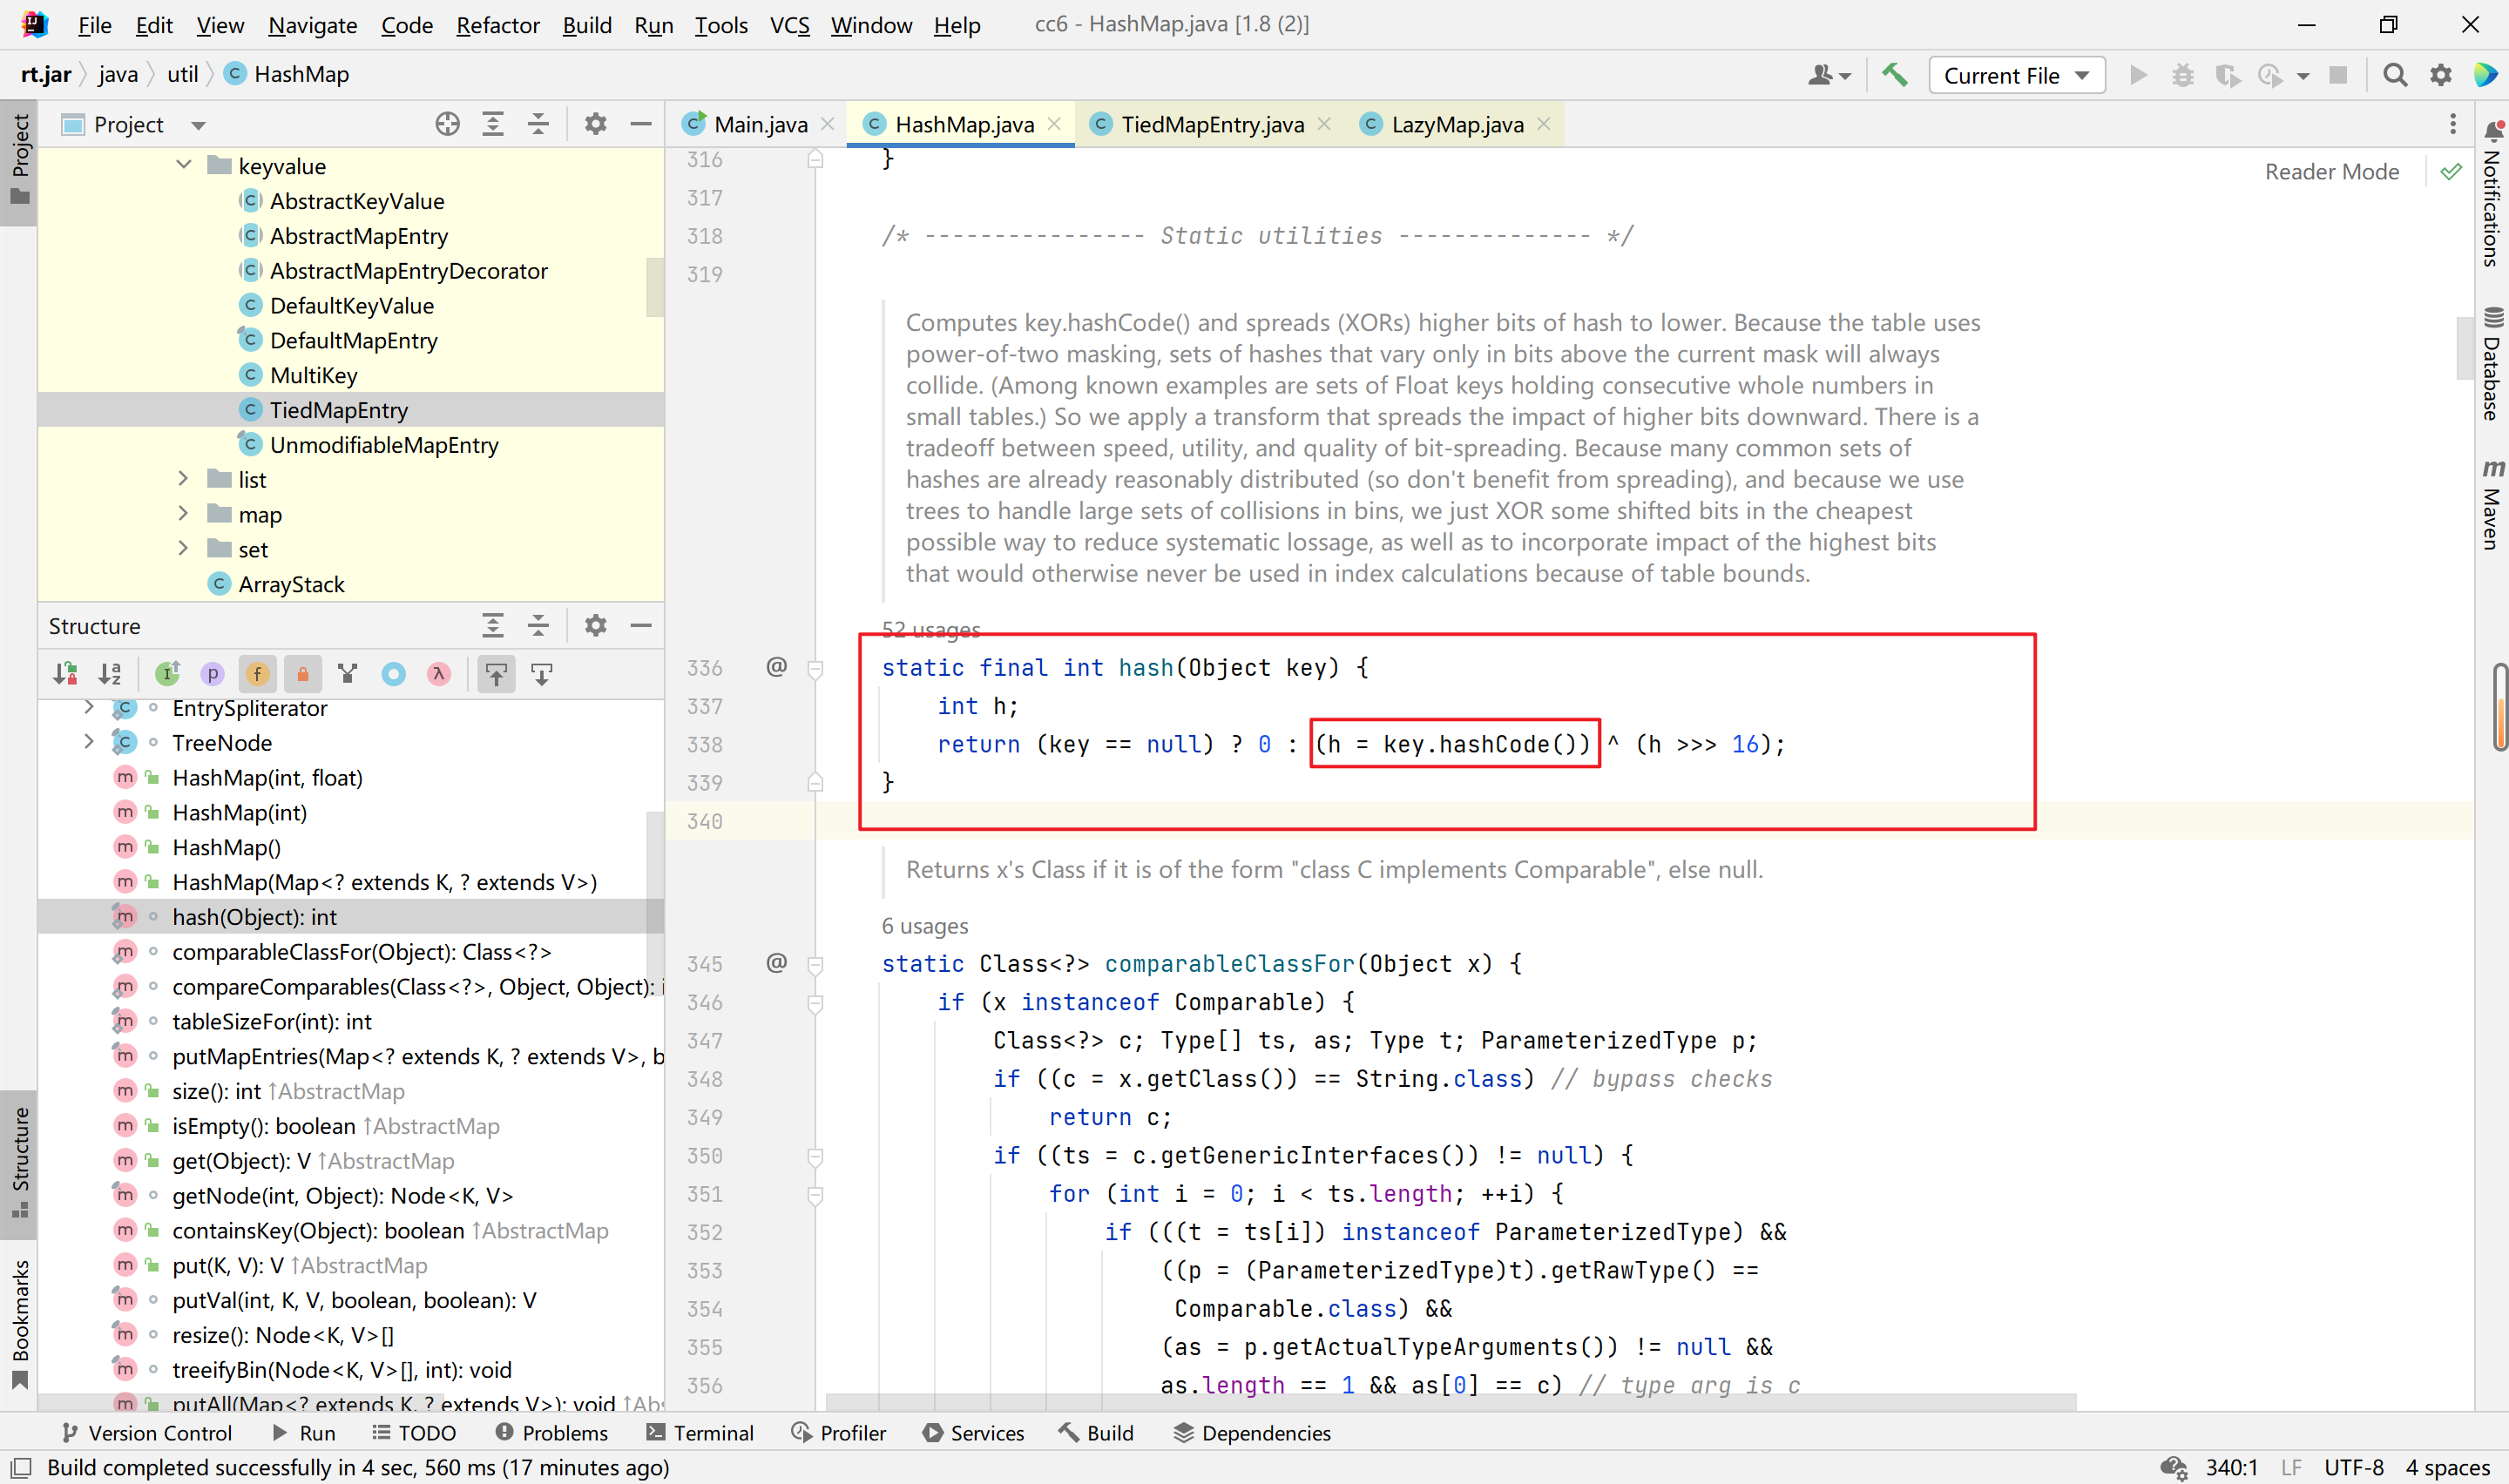 File Edit View Navigate Code Refactor Build Run Tools VCS Window Help cc6 - HashMap.java [1.8 (2)]
rt.jar java util HashMap
Current File
Project
Main.java HashMap.java TiedMapEntry.java LazyMap.java
Project
keyvalue
AbstractKeyValue
AbstractMapEntry
AbstractMapEntryDecorator
DefaultKeyValue
DefaultMapEntry
MultiKey
TiedMapEntry
UnmodifiableMapEntry
list
map
set
ArrayStack
Structure
EntrySpliterator
TreeNode
HashMap(int, float)
HashMap(int)
HashMap()
HashMap(Map<? extends K, ? extends V>)
hash(Object): int
comparableClassFor(Object): Class<?>
compareComparables(Class<?>, Object, Object): i
tableSizeFor(int): int
putMapEntries(Map<? extends K, ? extends V>, b
size(): int ↑AbstractMap
isEmpty(): boolean ↑AbstractMap
get(Object): V ↑AbstractMap
getNode(int, Object): Node<K, V>
containsKey(Object): boolean ↑AbstractMap
put(K, V): V ↑AbstractMap
putVal(int, K, V, boolean, boolean): V
resize(): Node<K, V>[]
treeifyBin(Node<K, V>[], int): void
putAll(Map<? extends K, ? extends V>): void ↑Abs
Structure
Bookmarks
Reader Mode
316 }
317
318 /* ---------------- Static utilities -------------- */
319
Computes key.hashCode() and spreads (XORs) higher bits of hash to lower. Because the table uses
power-of-two masking, sets of hashes that vary only in bits above the current mask will always
collide. (Among known examples are sets of Float keys holding consecutive whole numbers in
small tables.) So we apply a transform that spreads the impact of higher bits downward. There is a
tradeoff between speed, utility, and quality of bit-spreading. Because many common sets of
hashes are already reasonably distributed (so don't benefit from spreading), and because we use
trees to handle large sets of collisions in bins, we just XOR some shifted bits in the cheapest
possible way to reduce systematic lossage, as well as to incorporate impact of the highest bits
that would otherwise never be used in index calculations because of table bounds.
52 usages
336 @ static final int hash(Object key) {
337 int h;
338 return (key == null) ? 0 : (h = key.hashCode()) ^ (h >>> 16);
339 }
340
Returns x's Class if it is of the form "class C implements Comparable", else null.
6 usages
345 @ static Class<?> comparableClassFor(Object x) {
346 if (x instanceof Comparable) {
347 Class<?> c; Type[] ts, as; Type t; ParameterizedType p;
348 if ((c = x.getClass()) == String.class) // bypass checks
349 return c;
350 if ((ts = c.getGenericInterfaces()) != null) {
351 for (int i = 0; i < ts.length; ++i) {
352 if (((t = ts[i]) instanceof ParameterizedType) &&
353 ((p = (ParameterizedType)t).getRawType() ==
354 Comparable.class) &&
355 (as = p.getActualTypeArguments()) != null &&
356 as.length == 1 && as[0] == c) // type arg is c
Notifications
Database
Maven
Version Control Run TODO Problems Terminal Profiler Services Build Dependencies
Build completed successfully in 4 sec, 560 ms (17 minutes ago) 340:1 LF UTF-8 4 spaces